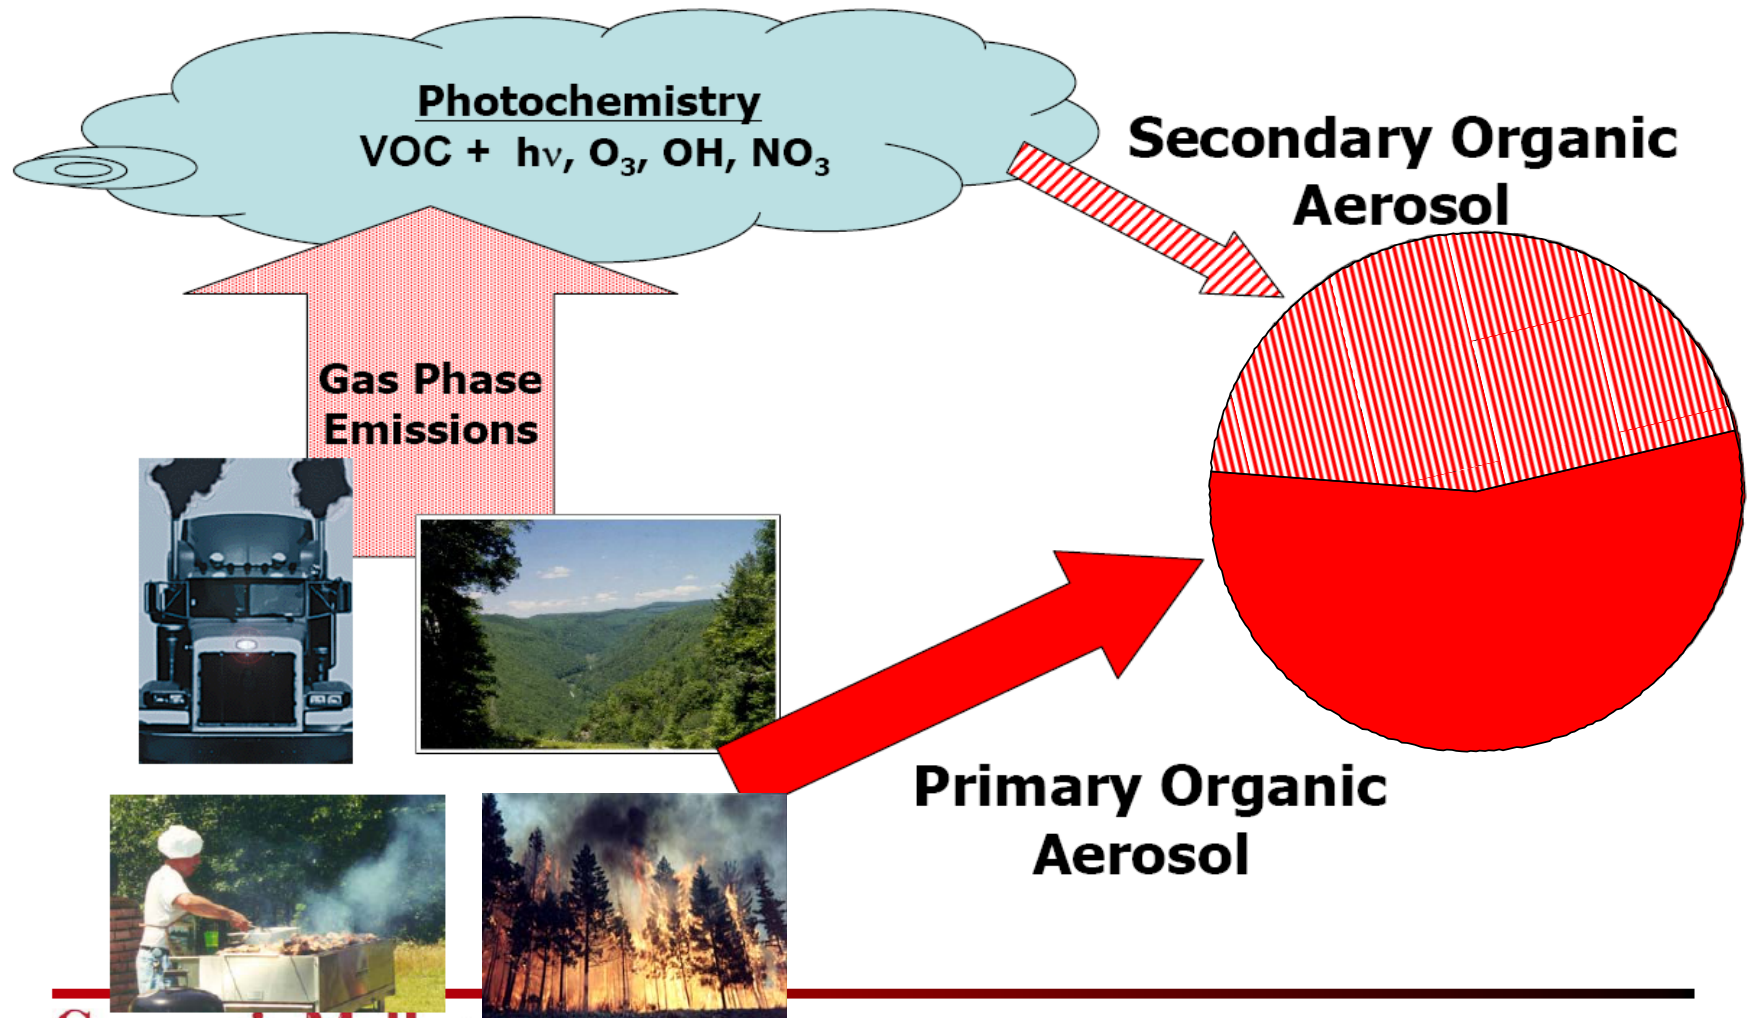 Photochemistry
VOC + hν, O₃, OH, NO₃
Secondary Organic
Aerosol
Gas Phase
Emissions
Primary Organic
Aerosol